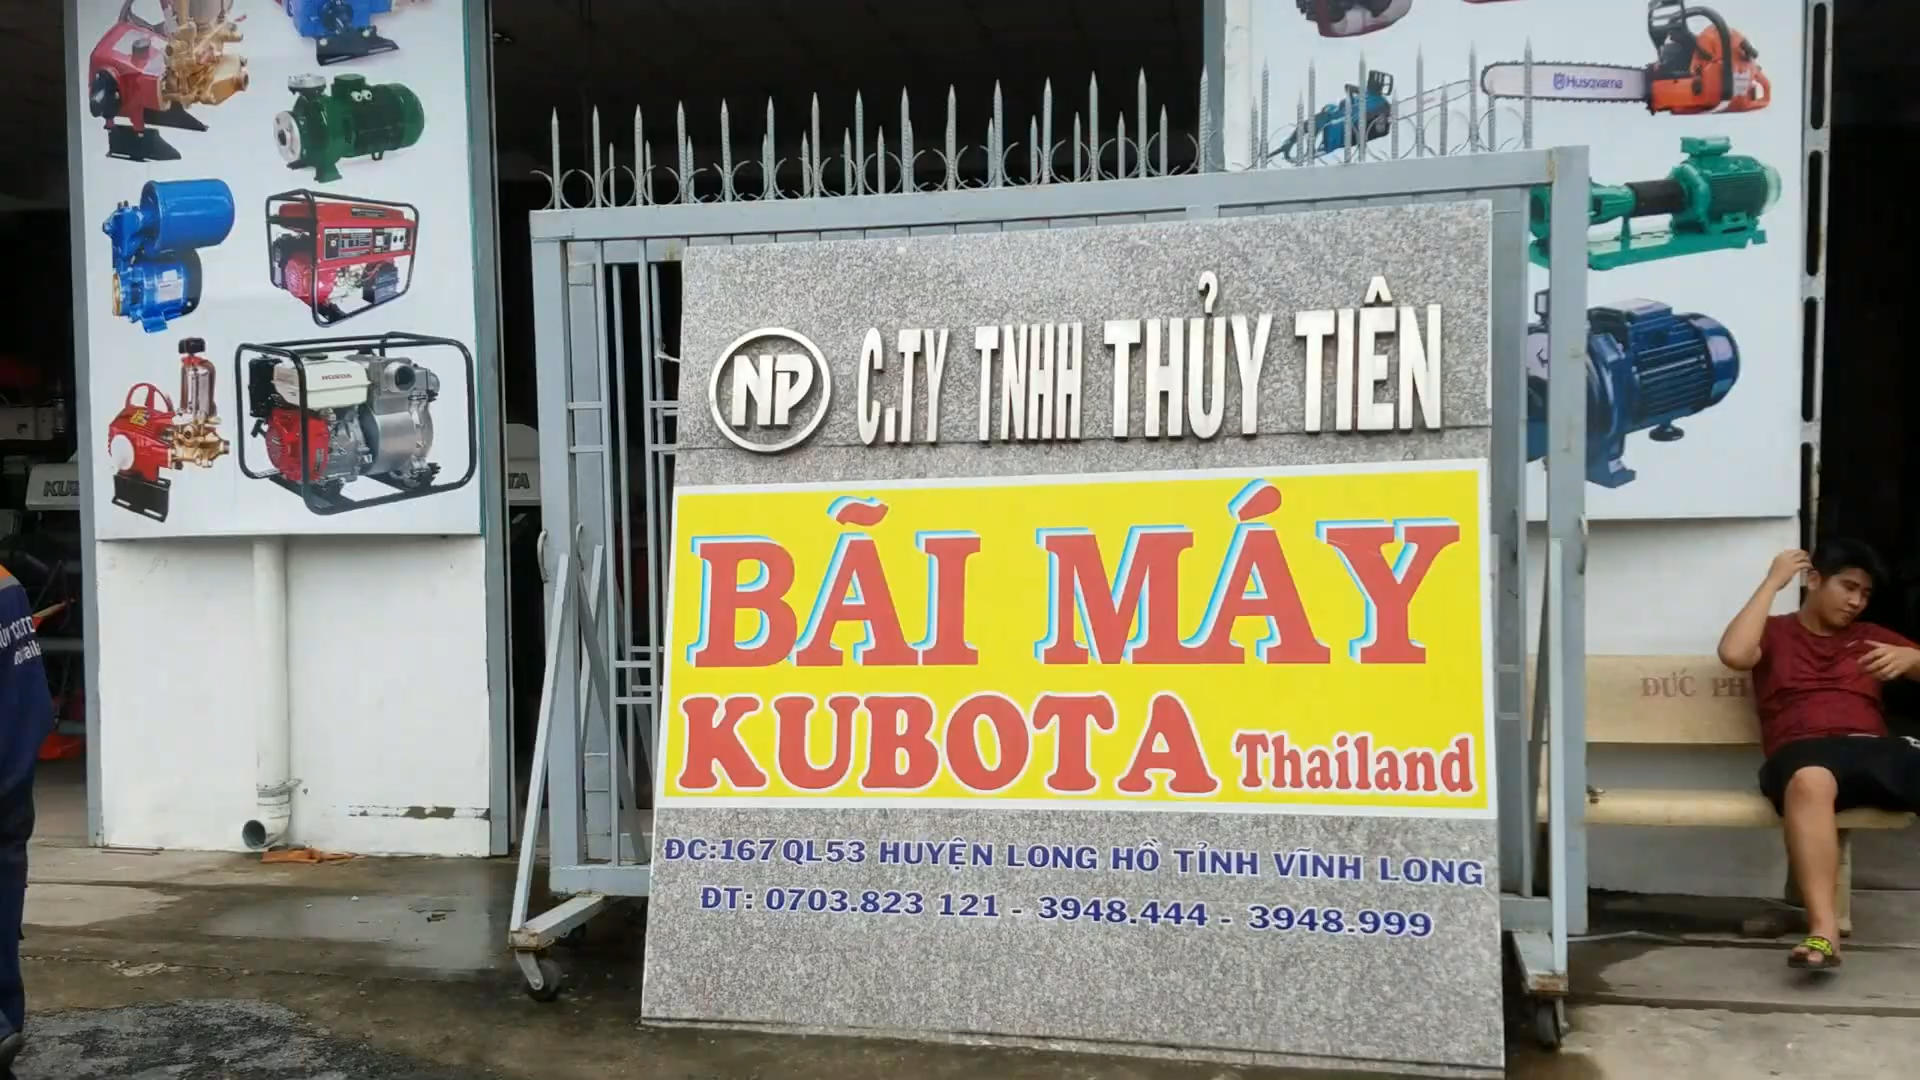 Husqvarna
HONDA
NP C.TY TNHH THỦY TIÊN
BÃI MÁY
KUBOTA Thailand
ĐC:167 QL53 HUYỆN LONG HỒ TỈNH VĨNH LONG
ĐT: 0703.823 121 - 3948.444 - 3948.999
ĐỨC PH